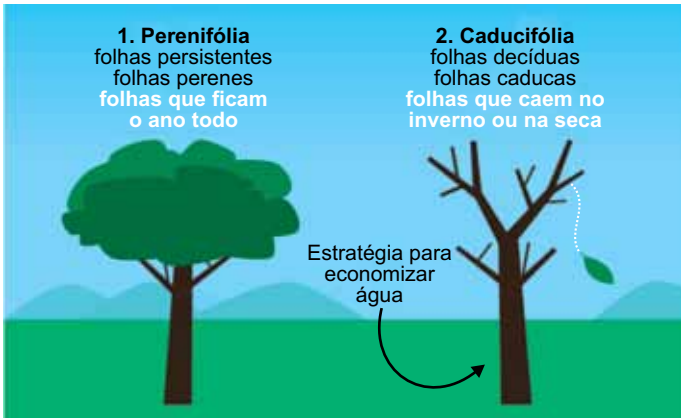 1. Perenifólia
folhas persistentes
folhas perenes
folhas que ficam
o ano todo
2. Caducifólia
folhas decíduas
folhas caducas
folhas que caem no
inverno ou na seca
Estratégia para
economizar
água